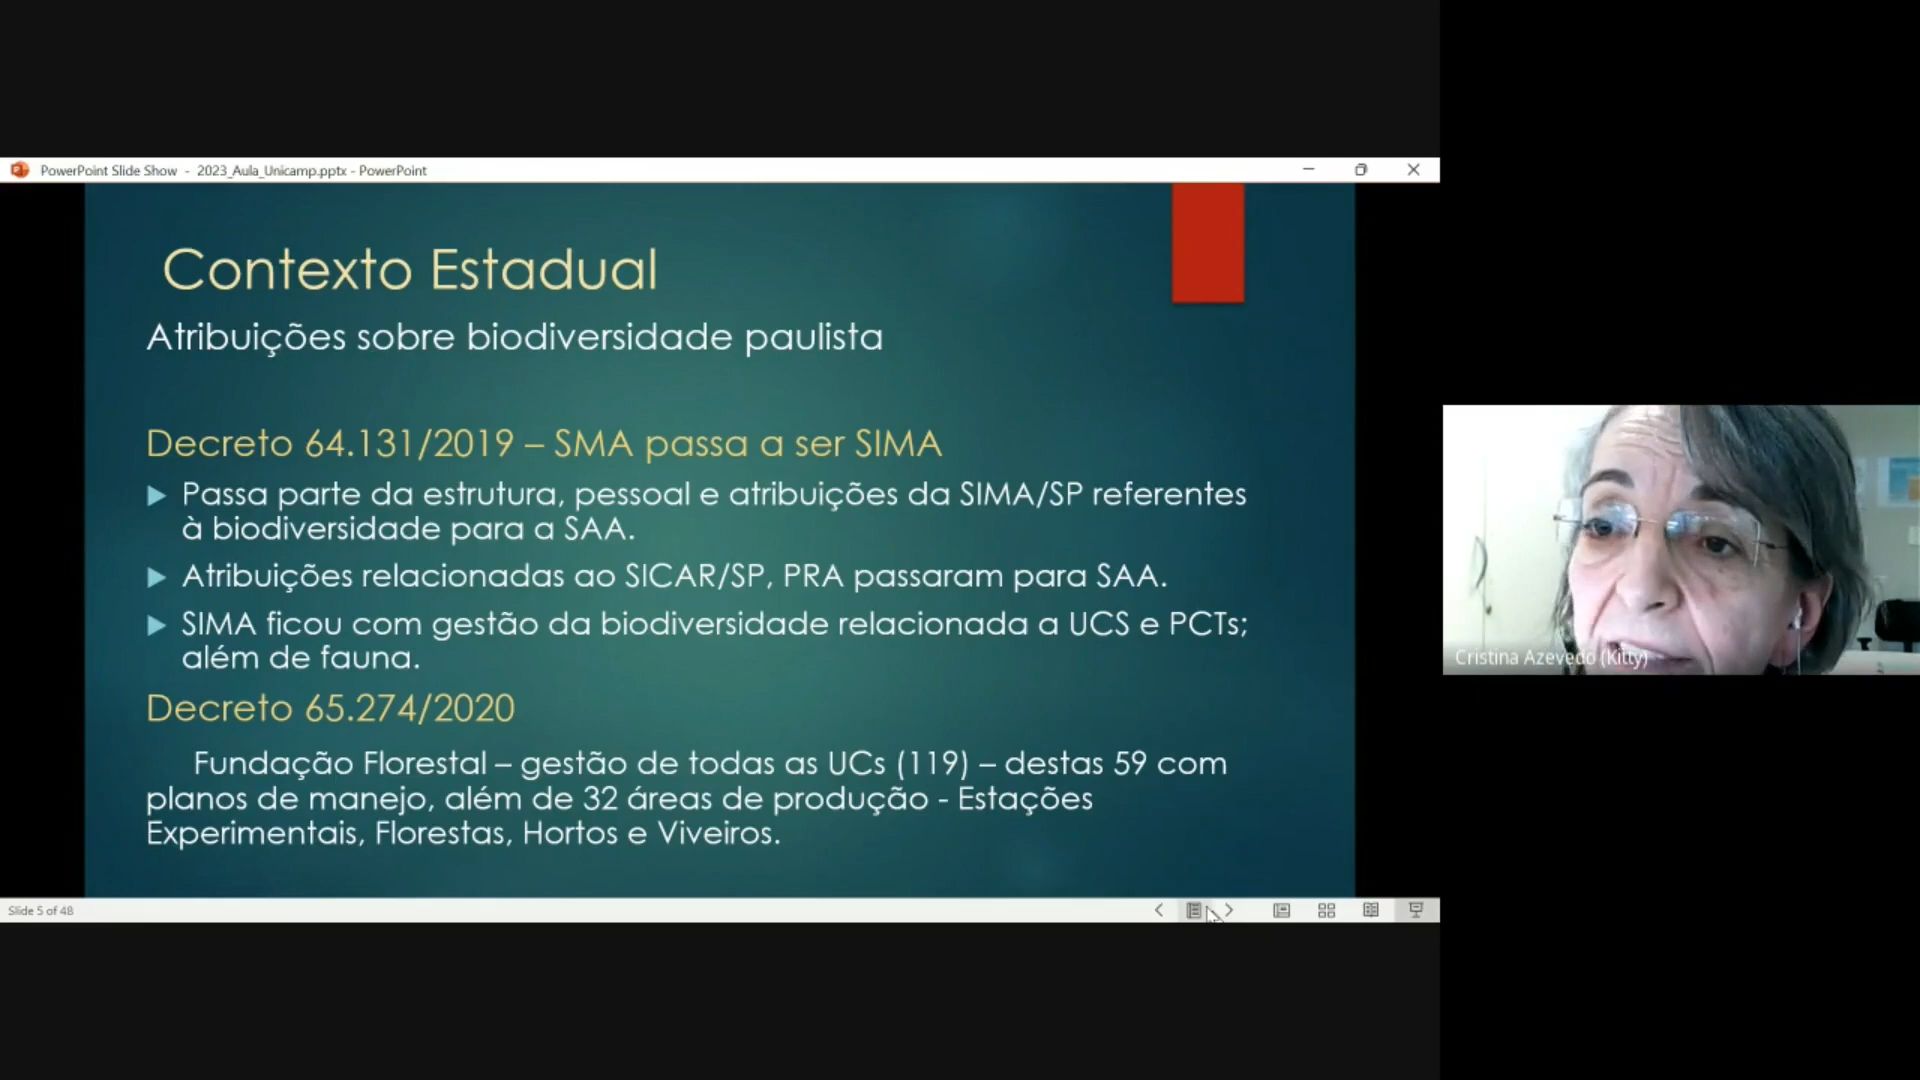 PowerPoint Slide Show - 2023_Aula_Unicamp.pptx - PowerPoint
Contexto Estadual
Atribuições sobre biodiversidade paulista
Decreto 64.131/2019 – SMA passa a ser SIMA
Passa parte da estrutura, pessoal e atribuições da SIMA/SP referentes
à biodiversidade para a SAA.
Atribuições relacionadas ao SICAR/SP, PRA passaram para SAA.
SIMA ficou com gestão da biodiversidade relacionada a UCS e PCTs;
além de fauna.
Decreto 65.274/2020
Fundação Florestal – gestão de todas as UCs (119) – destas 59 com
planos de manejo, além de 32 áreas de produção - Estações
Experimentais, Florestas, Hortos e Viveiros.
Slide 5 of 48
Cristina Azevedo (Kitty)